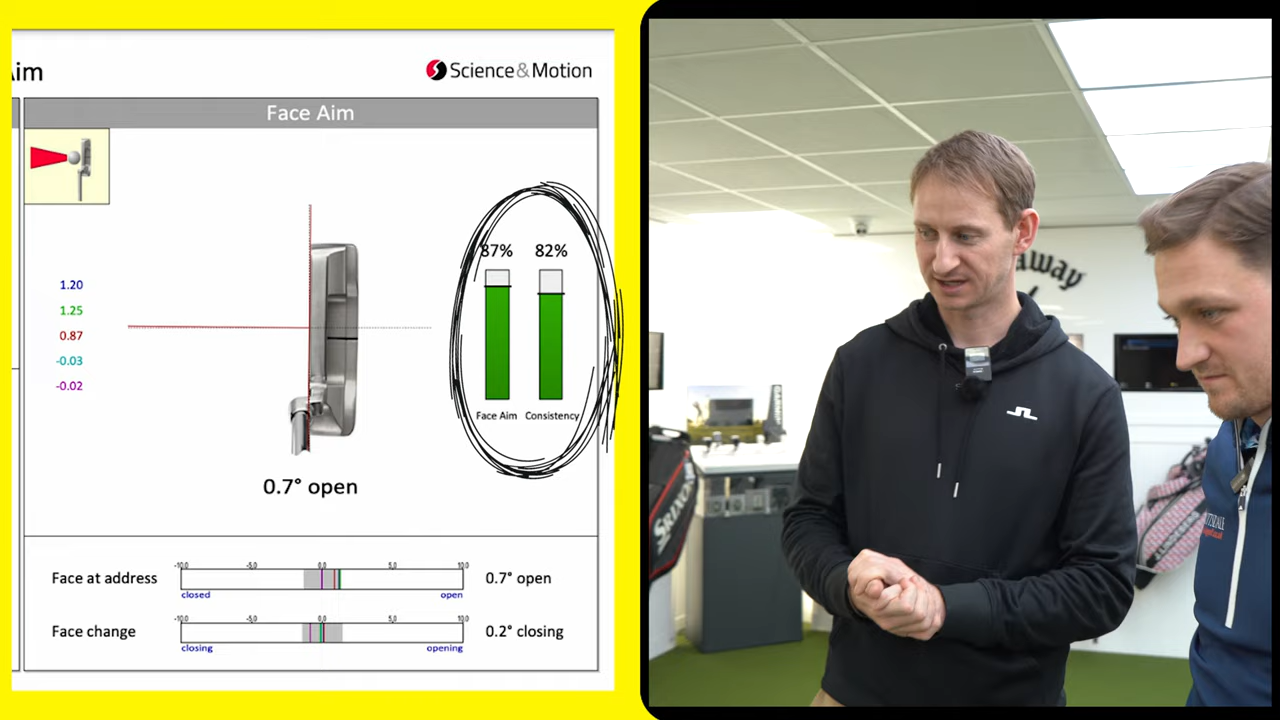 Aim
Science&Motion
Face Aim
87% 82%
1.20
1.25
0.87
-0.03
-0.02
Face Aim Consistency
0.7° open
Face at address
-10,0 -5,0 0,0 5,0 10,0
closed open
0.7° open
Face change
-10,0 -5,0 0,0 5,0 10,0
closing opening
0.2° closing
away
SRIXON